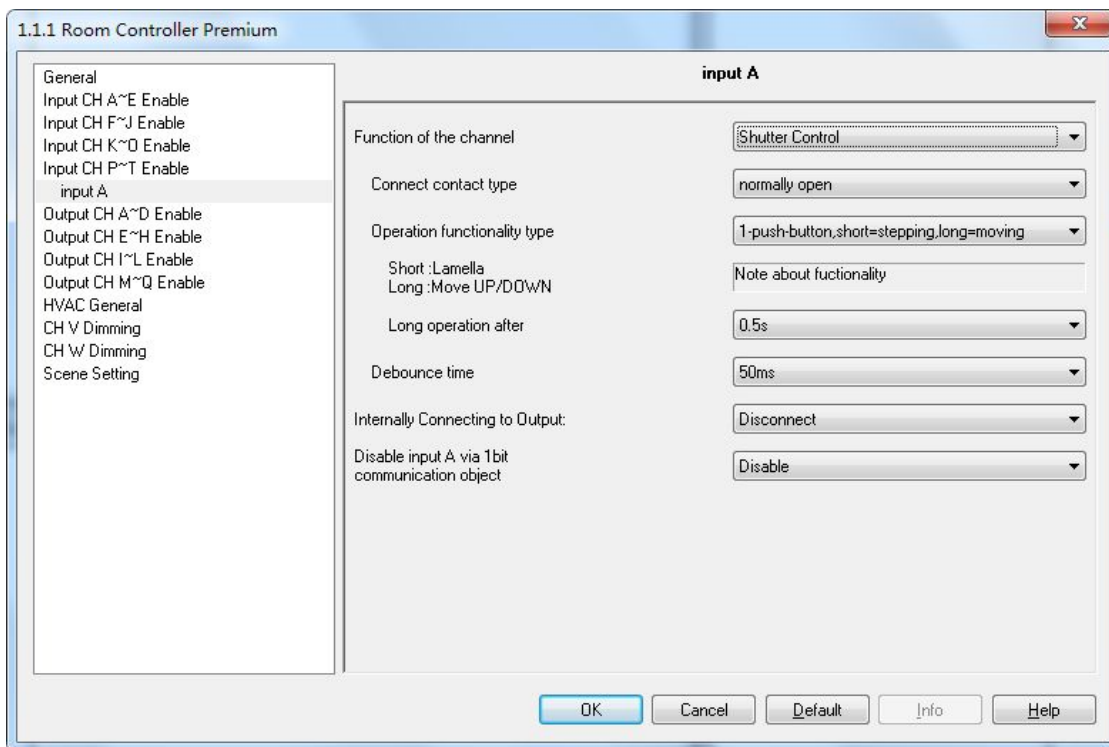 1.1.1 Room Controller Premium
General
Input CH A~E Enable
Input CH F~J Enable
Input CH K~O Enable
Input CH P~T Enable
input A
Output CH A~D Enable
Output CH E~H Enable
Output CH I~L Enable
Output CH M~Q Enable
HVAC General
CH V Dimming
CH W Dimming
Scene Setting
input A
Function of the channel
Shutter Control
Connect contact type
normally open
Operation functionality type
1-push-button,short=stepping,long=moving
Short :Lamella
Long :Move UP/DOWN
Note about fuctionality
Long operation after
0.5s
Debounce time
50ms
Internally Connecting to Output:
Disconnect
Disable input A via 1bit
communication object
Disable
OK
Cancel
Default
Info
Help